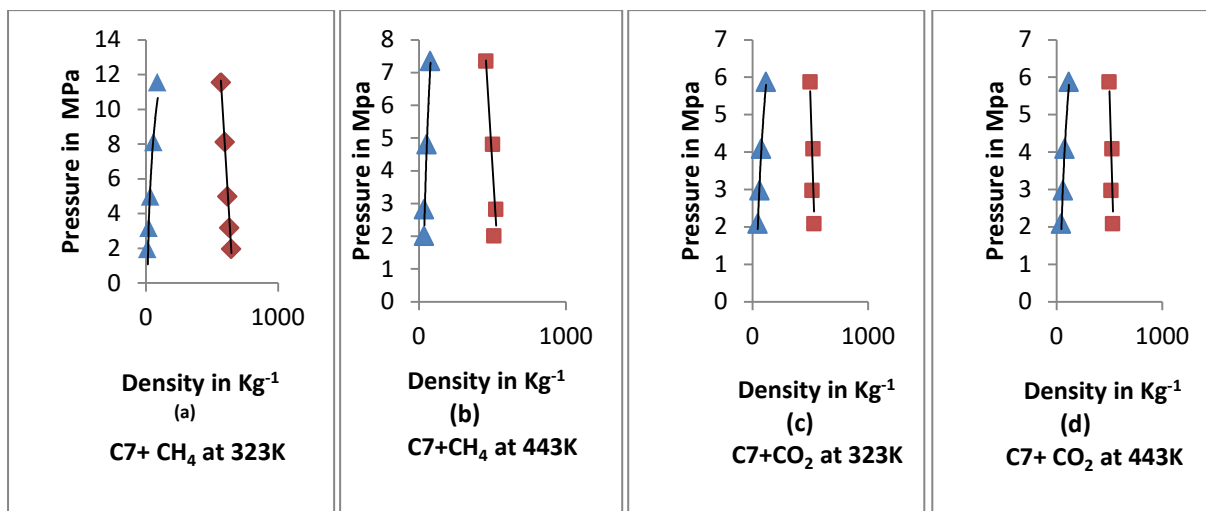 Pressure in MPa
14
12
10
8
6
4
2
0
0 1000
Density in Kg-1
(a)
C7+ CH4 at 323K
Pressure in Mpa
8
7
6
5
4
3
2
1
0
0 1000
Density in Kg-1
(b)
C7+CH4 at 443K
Pressure in Mpa
7
6
5
4
3
2
1
0
0 1000
Density in Kg-1
(c)
C7+CO2 at 323K
Pressure in Mpa
7
6
5
4
3
2
1
0
0 1000
Density in Kg-1
(d)
C7+ CO2 at 443K